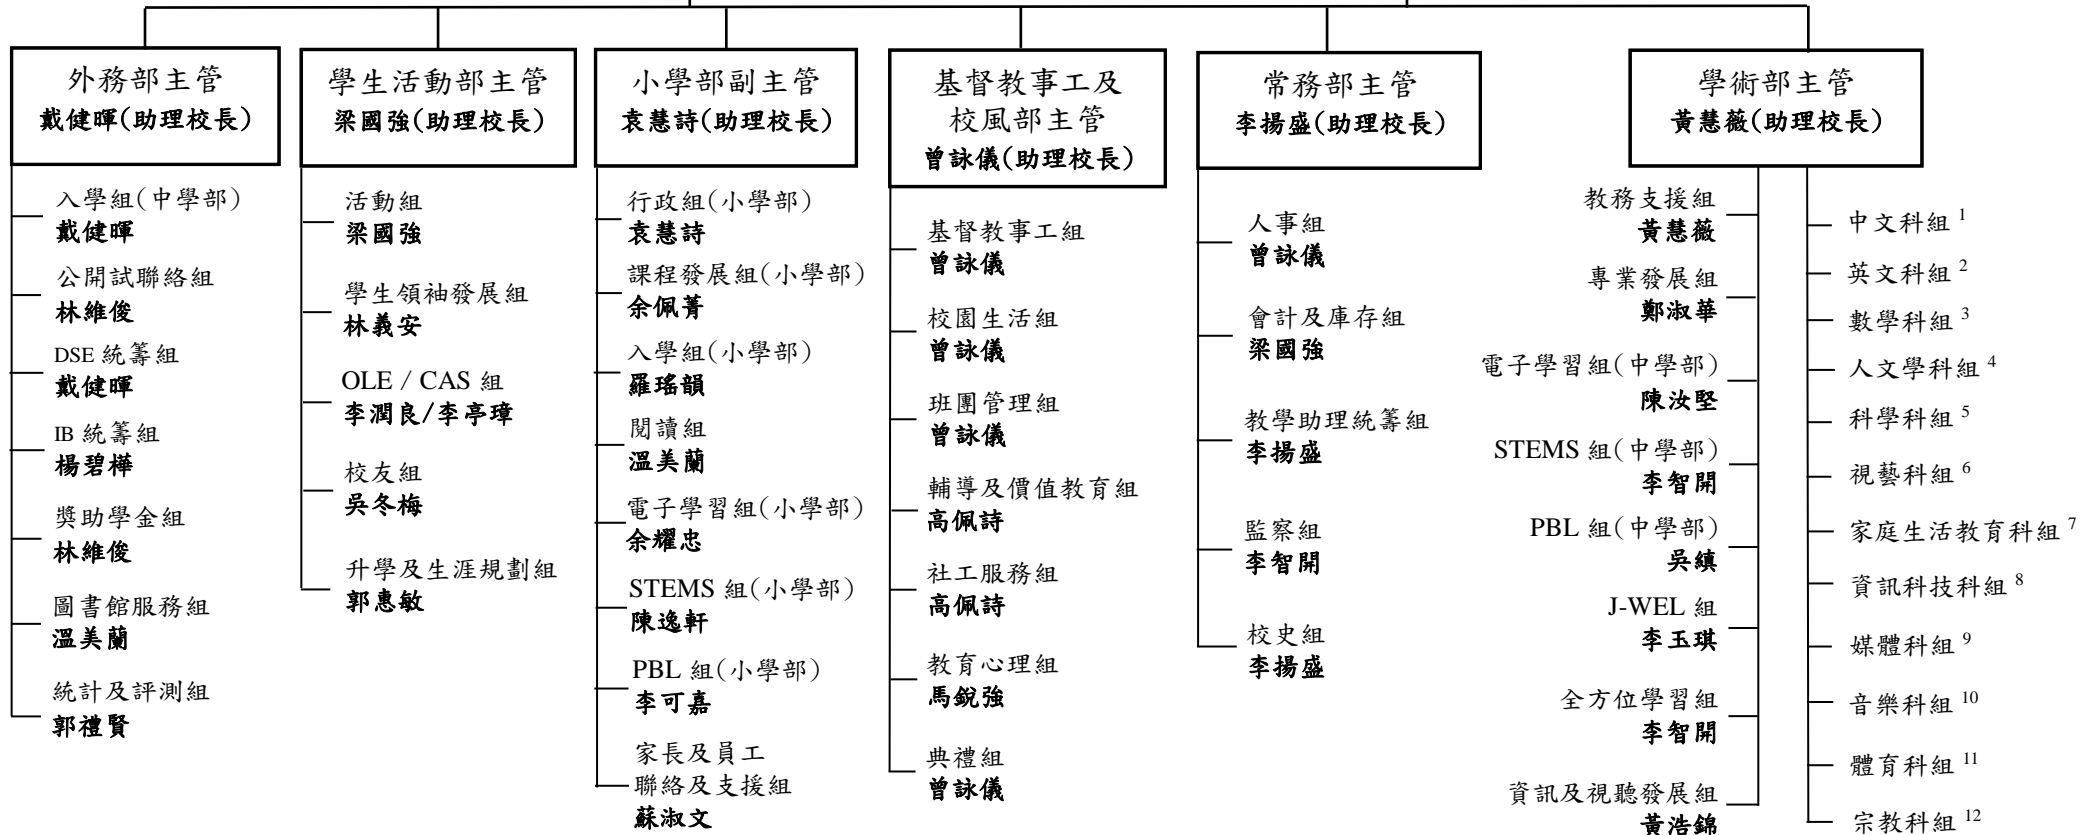 外務部主管
戴健暉(助理校長)
入學組(中學部)
戴健暉
公開試聯絡組
林維俊
DSE 統籌組
戴健暉
IB 統籌組
楊碧樺
獎助學金組
林維俊
圖書館服務組
溫美蘭
統計及評測組
郭禮賢
學生活動部主管
梁國強(助理校長)
活動組
梁國強
學生領袖發展組
林義安
OLE / CAS 組
李潤良/李亭璋
校友組
吳冬梅
升學及生涯規劃組
郭惠敏
小學部副主管
袁慧詩(助理校長)
行政組(小學部)
袁慧詩
課程發展組(小學部)
余佩菁
入學組(小學部)
羅瑤韻
閱讀組
溫美蘭
電子學習組(小學部)
余耀忠
STEMS 組(小學部)
陳逸軒
PBL 組(小學部)
李可嘉
家長及員工
聯絡及支援組
蘇淑文
基督教事工及
校風部主管
曾詠儀(助理校長)
基督教事工組
曾詠儀
校園生活組
曾詠儀
班團管理組
曾詠儀
輔導及價值教育組
高佩詩
社工服務組
高佩詩
教育心理組
馬銳強
典禮組
曾詠儀
常務部主管
李揚盛(助理校長)
人事組
曾詠儀
會計及庫存組
梁國強
教學助理統籌組
李揚盛
監察組
李智開
校史組
李揚盛
學術部主管
黃慧薇(助理校長)
教務支援組
黃慧薇
專業發展組
鄭淑華
電子學習組(中學部)
陳汝堅
STEMS 組(中學部)
李智開
PBL 組(中學部)
吳縝
J-WEL 組
李玉琪
全方位學習組
李智開
資訊及視聽發展組
黃浩錦
中文科組 1
英文科組 2
數學科組 3
人文學科組 4
科學科組 5
視藝科組 6
家庭生活教育科組 7
資訊科技科組 8
媒體科組 9
音樂科組 10
體育科組 11
宗教科組 12